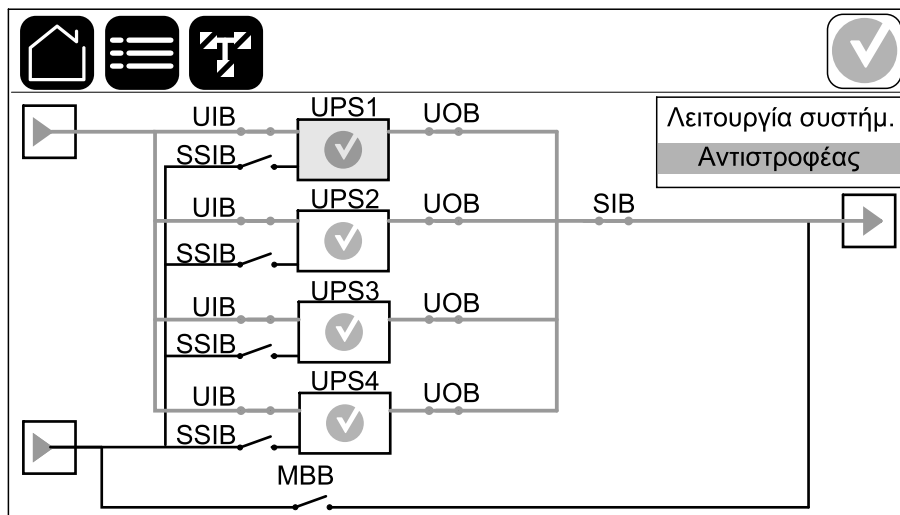 UPS1
UIB
UOB
Λειτουργία συστήμ.
SSIB
Αντιστροφέας
UPS2
UIB
UOB
SIB
SSIB
UPS3
UIB
UOB
SSIB
UPS4
UIB
UOB
SSIB
MBB